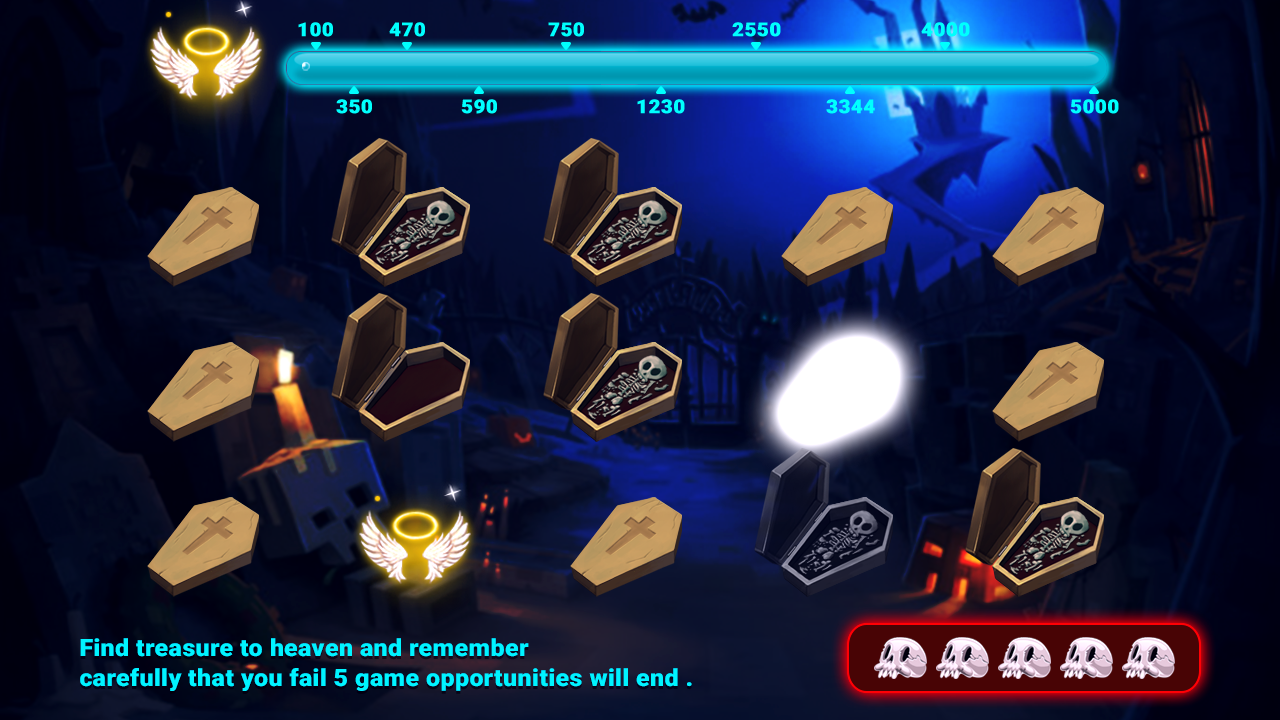 100 470 750 2550 4000
350 590 1230 3344 5000
Find treasure to heaven and remember
carefully that you fail 5 game opportunities will end .